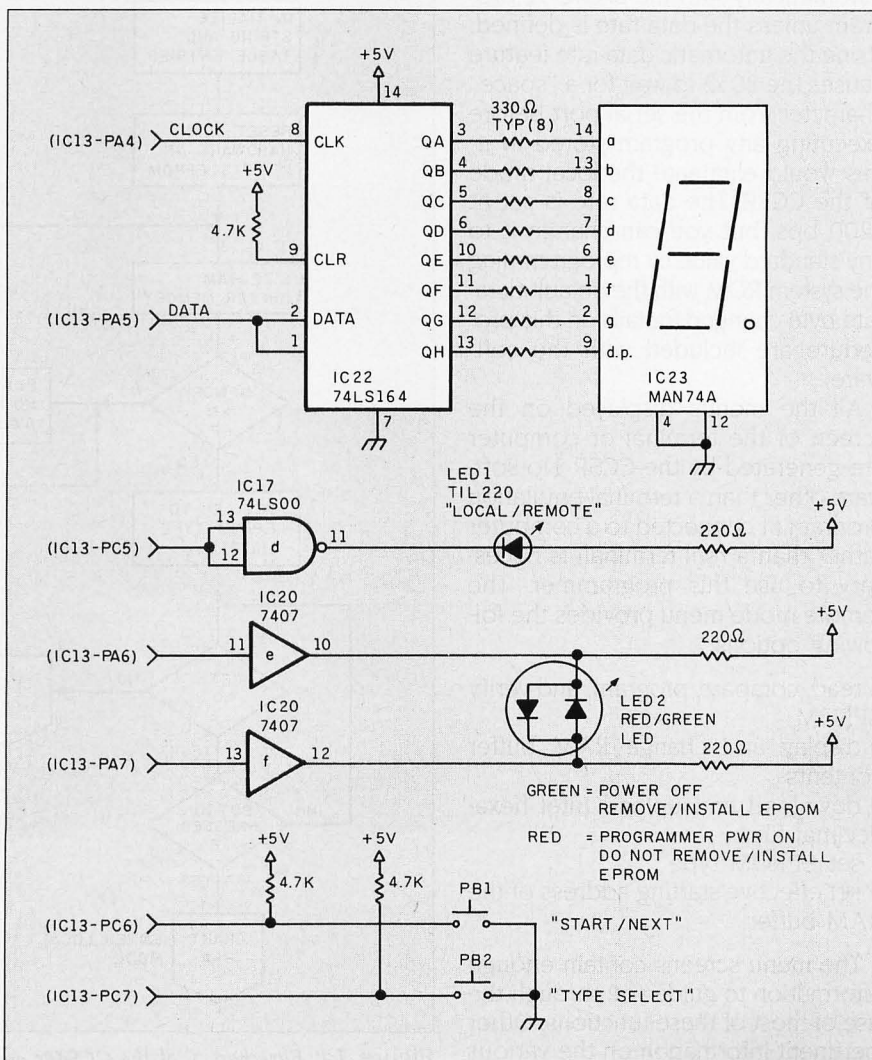 +5V
14
330Ω
TYP(8)
(IC13-PA4) CLOCK 8 CLK QA 3 14 a
+5V
QB 4 13 b
QC 5 8 c
4.7K
QD 6 7 d
9 CLR QE 10 6 e
QF 11 1 f
(IC13-PA5) DATA 2 DATA QG 12 2 g
1 QH 13 9 d.p.
IC22
74LS164
IC23
MAN74A
7
4 12
IC17
74LS00
LED1
TIL220
"LOCAL/REMOTE"
+5V
(IC13-PC5) 13 12 d 11
220Ω
IC20
7407
+5V
(IC13-PA6) 11 e 10
220Ω
IC20
7407
LED2
RED/GREEN
LED
+5V
(IC13-PA7) 13 f 12
220Ω
GREEN = POWER OFF
REMOVE/INSTALL EPROM
RED = PROGRAMMER PWR ON
DO NOT REMOVE/INSTALL
EPROM
+5V +5V
4.7K 4.7K
PB1
(IC13-PC6) "START/NEXT"
PB2
(IC13-PC7) "TYPE SELECT"